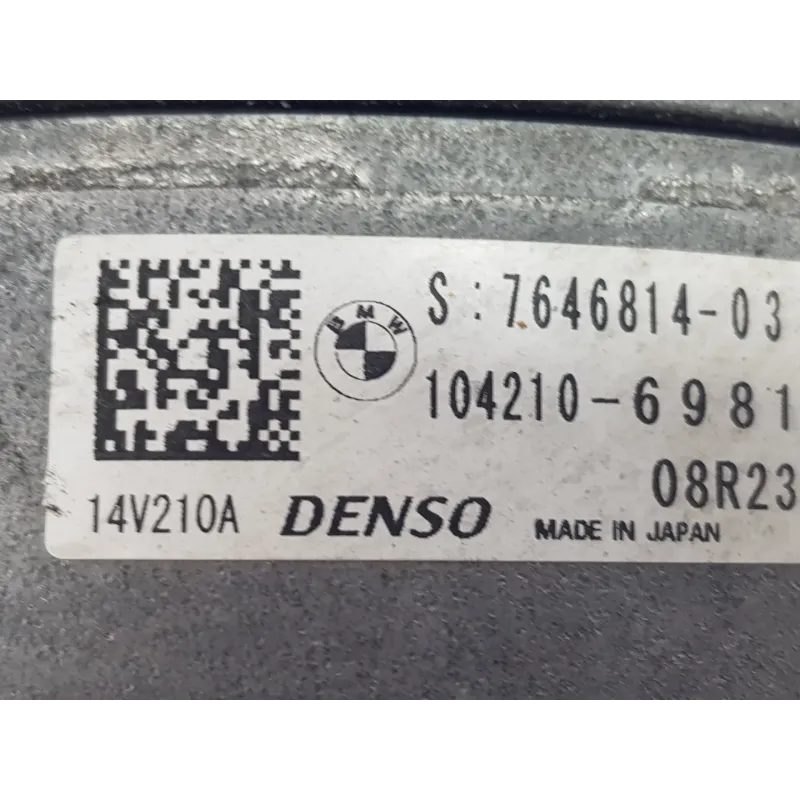 S:7646814-03
BMW
104210-6981
08R23
14V210A DENSO MADE IN JAPAN